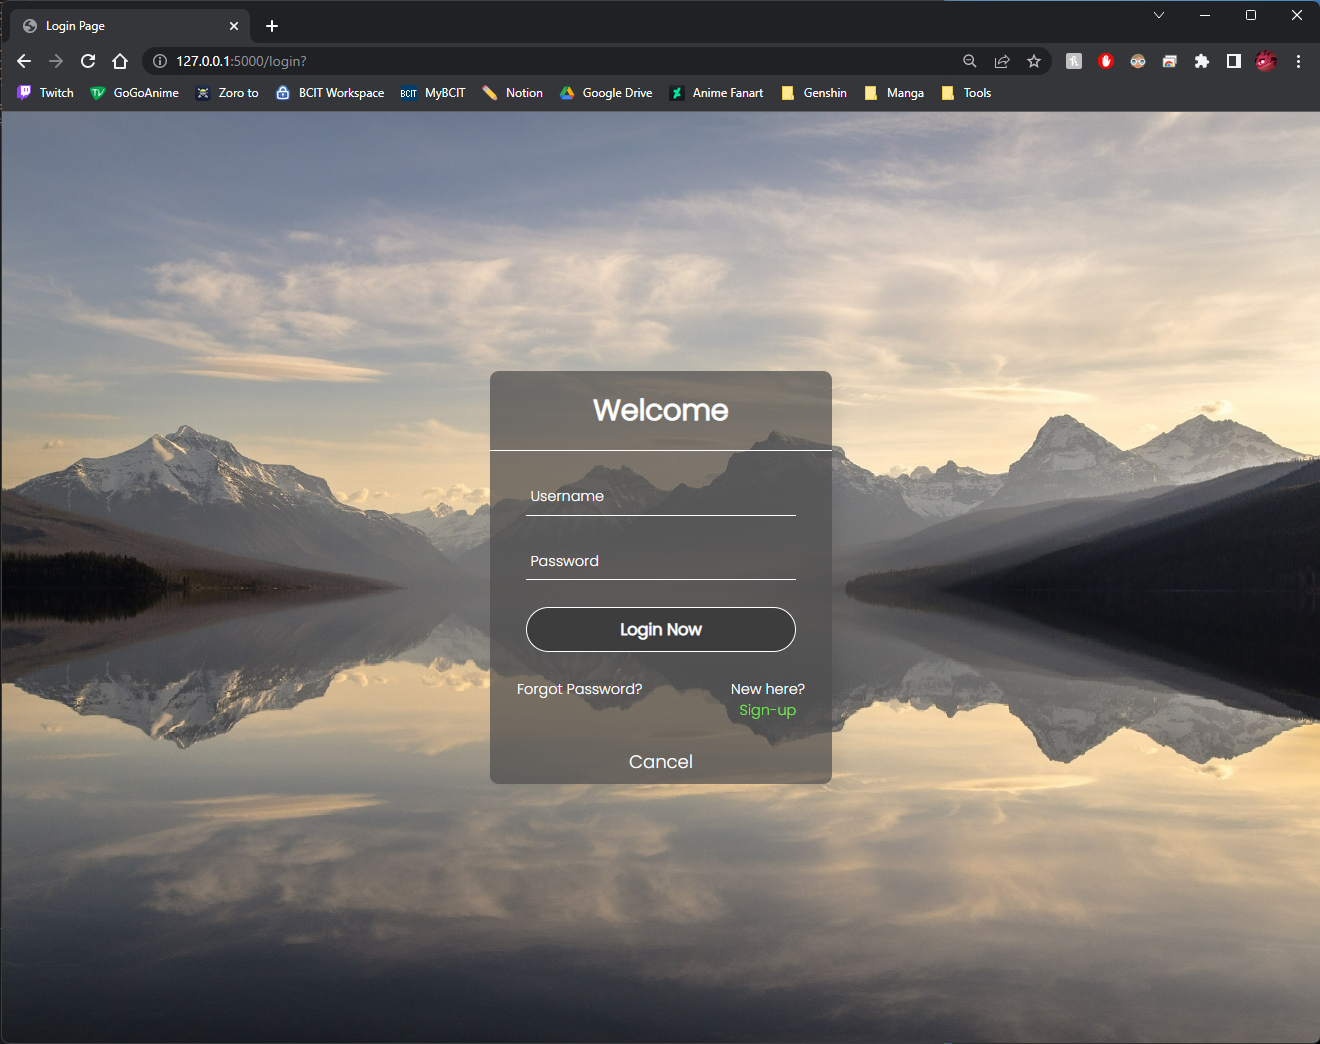 Login Page
127.0.0.1:5000/login?
Twitch GoGoAnime Zoro to BCIT BCIT Workspace MyBCIT Notion Google Drive Anime Fanart Genshin Manga Tools
Welcome
Username
Password
Login Now
Forgot Password? New here?
Sign-up
Cancel